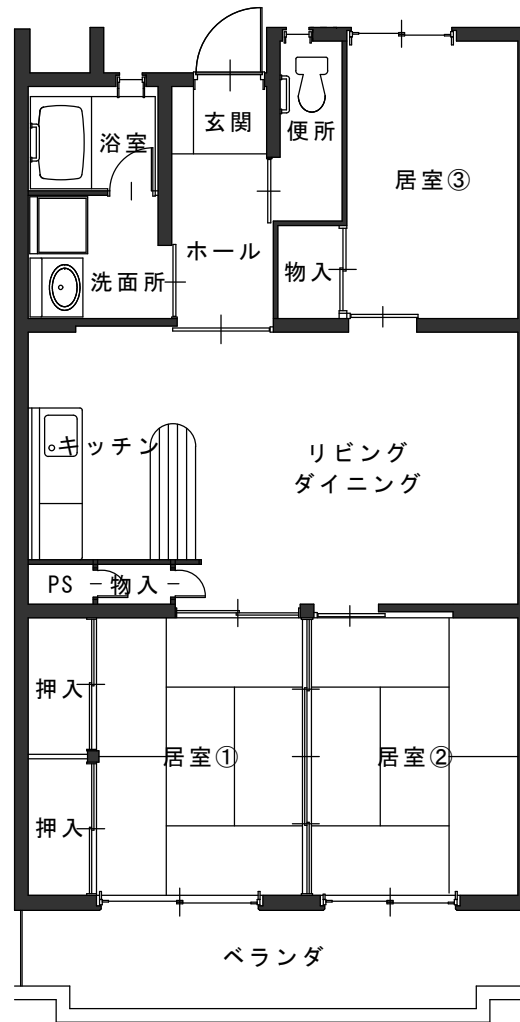 玄関
便所
浴室
居室③
ホール
物入
洗面所
キッチン
リビング
ダイニング
PS
物入
押入
居室①
居室②
押入
ベランダ